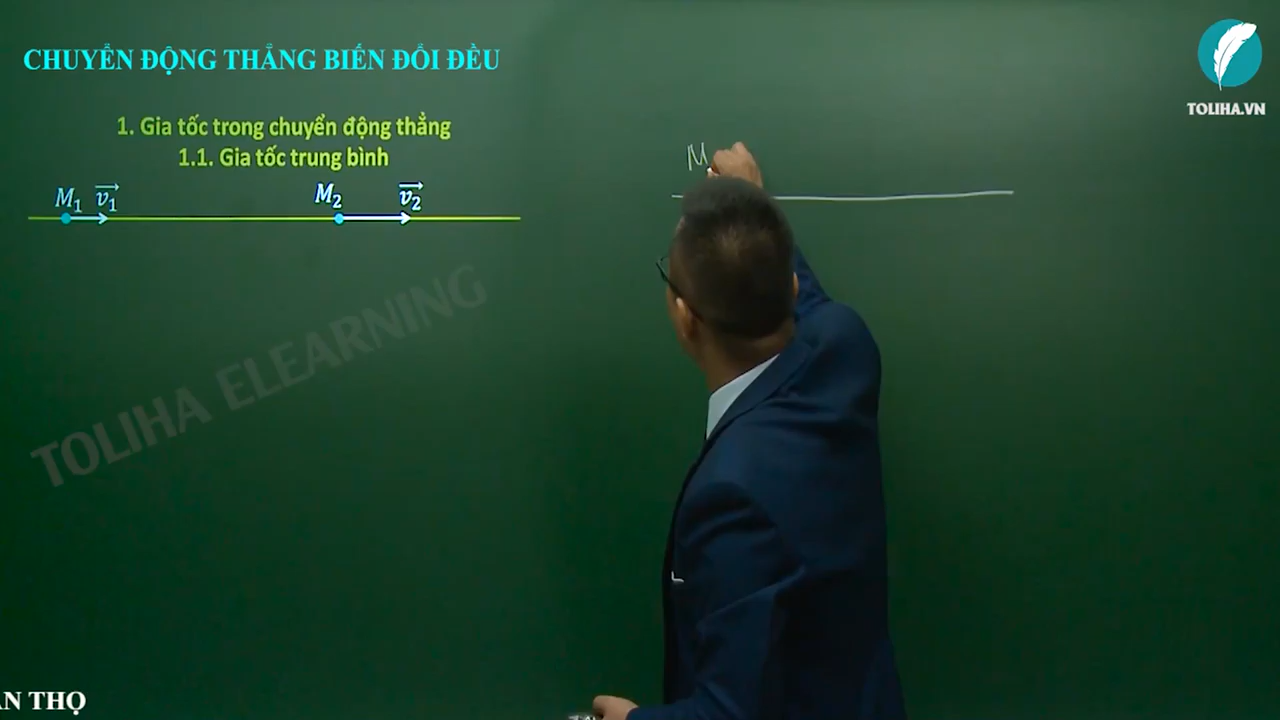 CHUYỂN ĐỘNG THẲNG BIẾN ĐỔI ĐỀU
TOLIHA.VN
1. Gia tốc trong chuyển động thẳng
1.1. Gia tốc trung bình
M₁ v₁⃗ M₂ v₂⃗
M
TOLIHA ELEARNING
ÂN THỌ